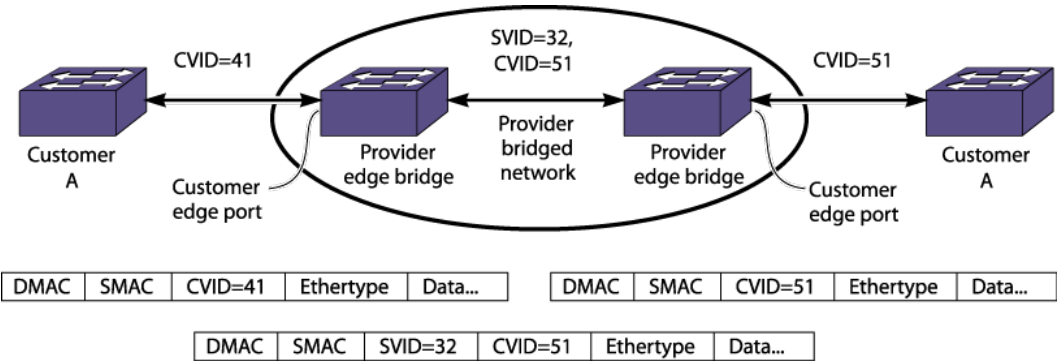 SVID=32,
CVID=41
CVID=51
CVID=51
Customer
A
Provider
edge bridge
Provider
bridged
network
Provider
edge bridge
Customer
A
Customer
edge port
Customer
edge port
DMAC SMAC CVID=41 Ethertype Data...
DMAC SMAC CVID=51 Ethertype Data...
DMAC SMAC SVID=32 CVID=51 Ethertype Data...